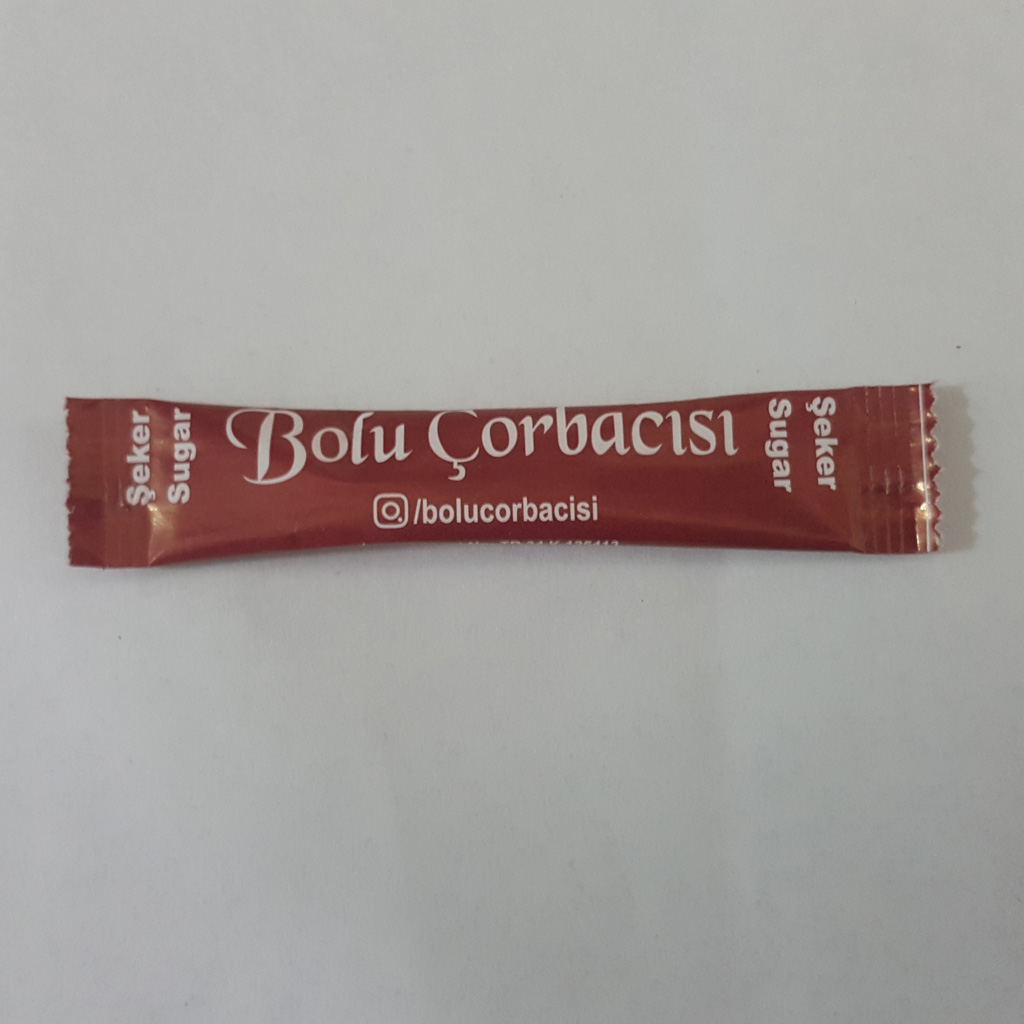 Şeker
Sugar
Bolu Çorbacısı
/bolucorbacisi
Şeker
Sugar